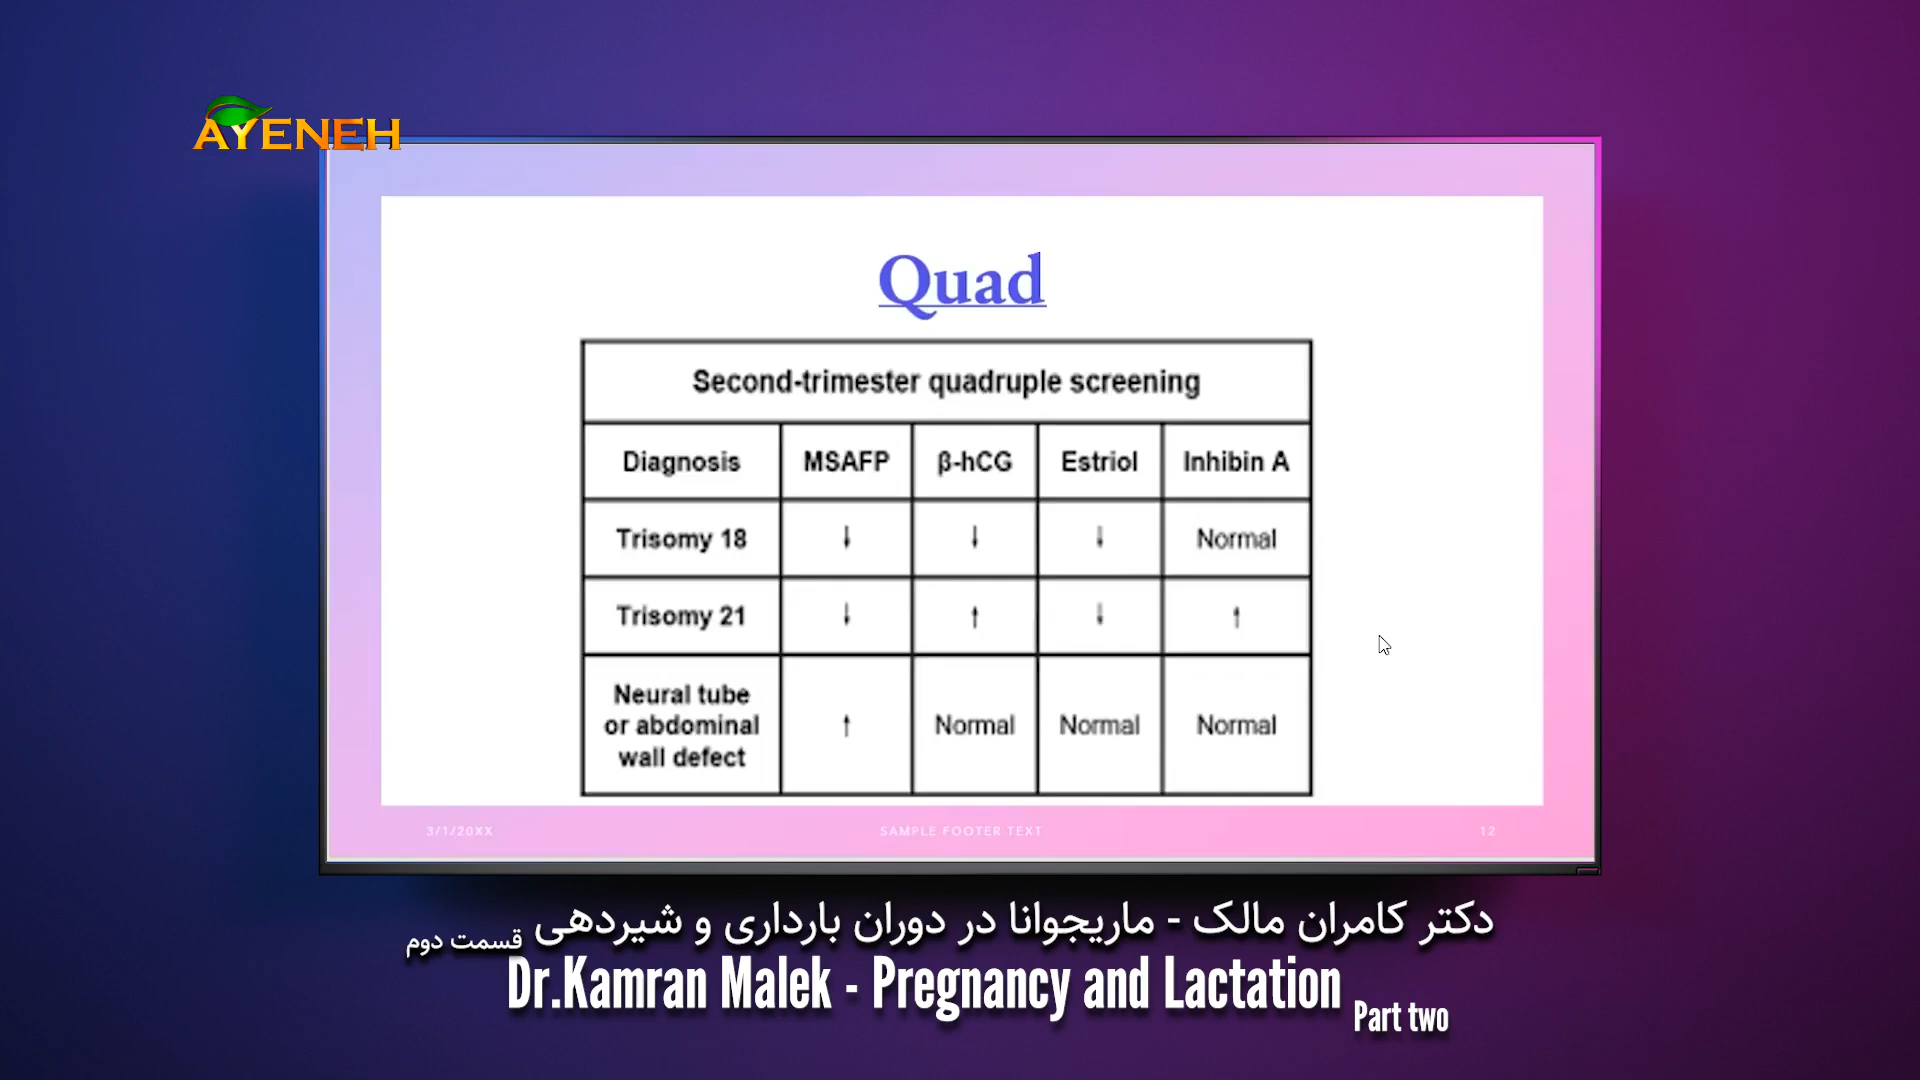 AYENEH
Quad
Second-trimester quadruple screening
Diagnosis MSAFP β-hCG Estriol Inhibin A
Trisomy 18 ↓ ↓ ↓ Normal
Trisomy 21 ↓ ↑ ↓ ↑
Neural tube
or abdominal
wall defect ↑ Normal Normal Normal
3/1/20XX SAMPLE FOOTER TEXT 12
دکتر کامران مالک - ماریجوانا در دوران بارداری و شیردهی قسمت دوم
Dr.Kamran Malek - Pregnancy and Lactation Part two